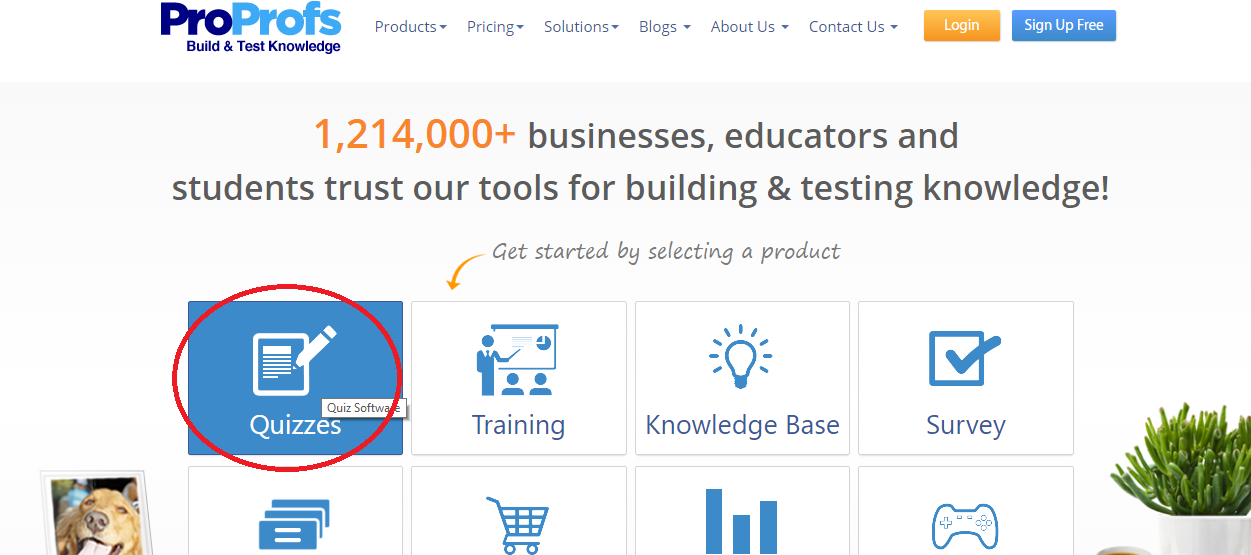 ProProfs
Build & Test Knowledge
Products Pricing Solutions Blogs About Us Contact Us Login Sign Up Free
1,214,000+ businesses, educators and
students trust our tools for building & testing knowledge!
Get started by selecting a product
Quiz Software
Quizzes Training Knowledge Base Survey